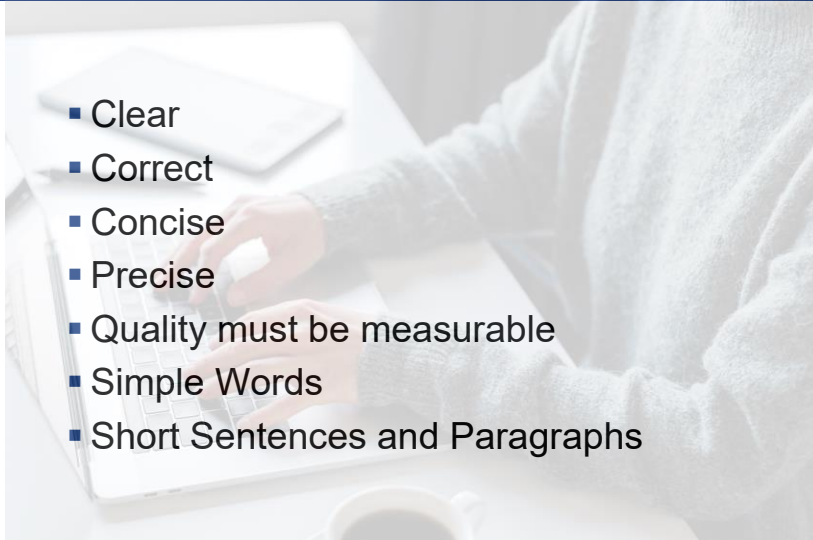 ▪ Clear
▪ Correct
▪ Concise
▪ Precise
▪ Quality must be measurable
▪ Simple Words
▪ Short Sentences and Paragraphs